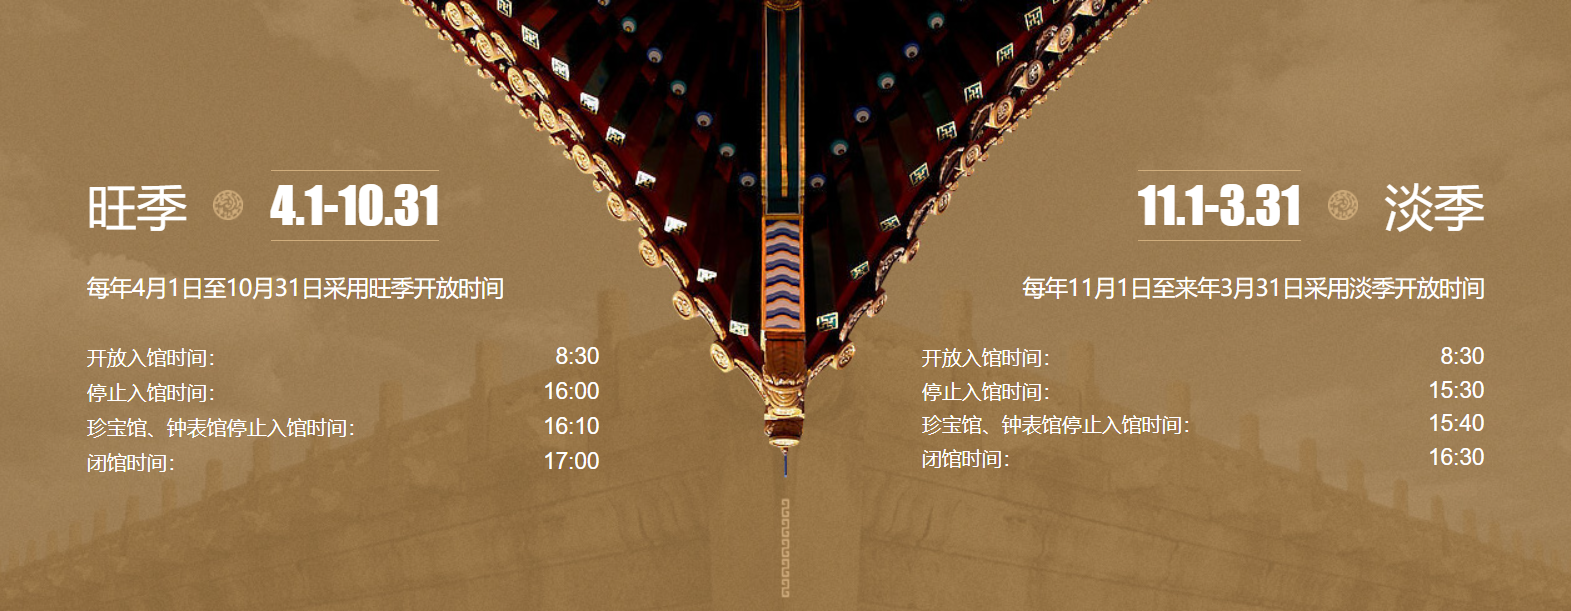 旺季 4.1-10.31
每年4月1日至10月31日采用旺季开放时间
开放入馆时间： 8:30
停止入馆时间： 16:00
珍宝馆、钟表馆停止入馆时间： 16:10
闭馆时间： 17:00
11.1-3.31 淡季
每年11月1日至来年3月31日采用淡季开放时间
开放入馆时间： 8:30
停止入馆时间： 15:30
珍宝馆、钟表馆停止入馆时间： 15:40
闭馆时间： 16:30